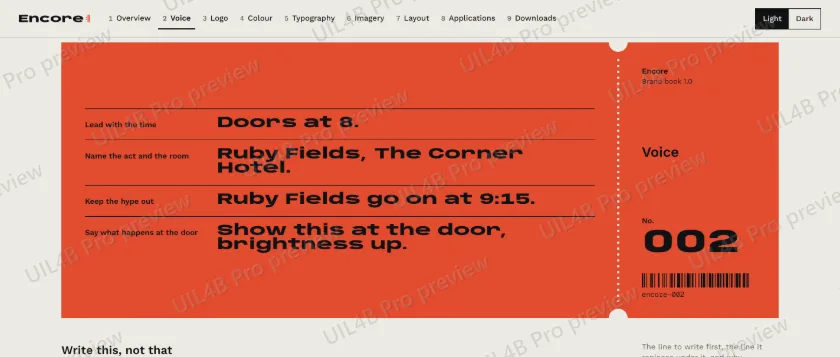 Encore
1 Overview
2 Voice
3 Logo
4 Colour
5 Typography
6 Imagery
7 Layout
8 Applications
9 Downloads
Light
Dark
Lead with the time
Doors at 8.
Name the act and the room
Ruby Fields, The Corner
Hotel.
Keep the hype out
Ruby Fields go on at 9:15.
Say what happens at the door
Show this at the door,
brightness up.
Encore
Brand book 1.0
Voice
No.
002
encore-002
Write this, not that
The line to write first, the line it
UIL4B Pro preview